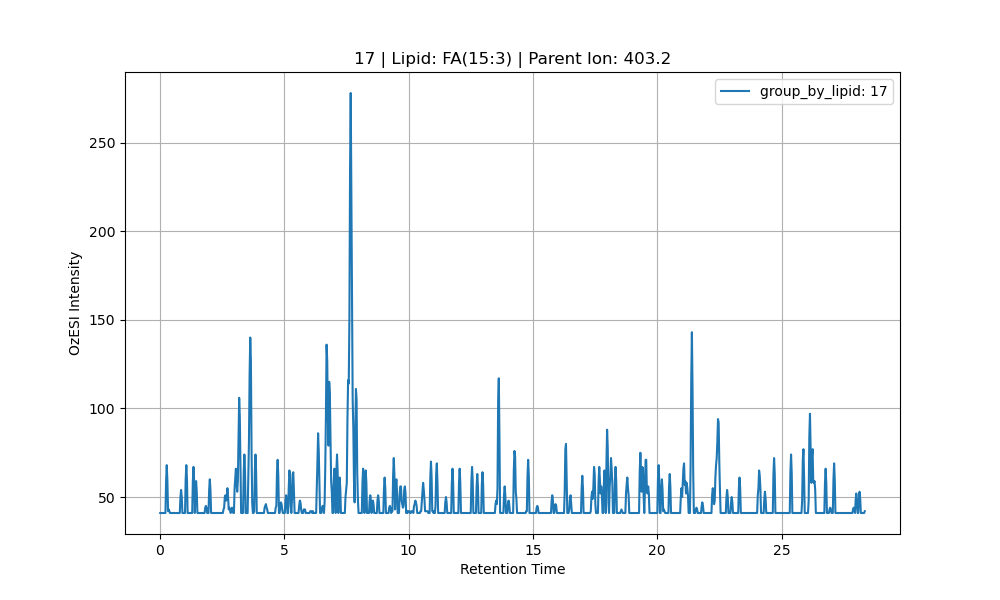 17 | Lipid: FA(15:3) | Parent Ion: 403.2
group_by_lipid: 17
OzESI Intensity
250
200
150
100
50
0 5 10 15 20 25
Retention Time